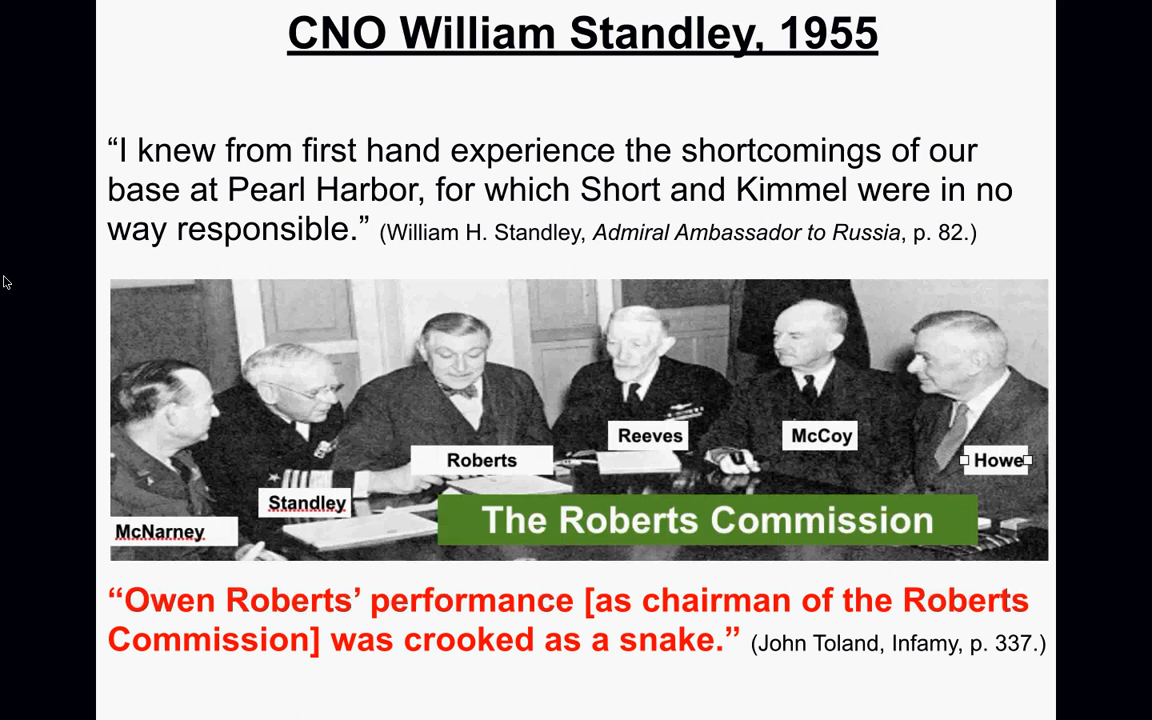 CNO William Standley, 1955
“I knew from first hand experience the shortcomings of our
base at Pearl Harbor, for which Short and Kimmel were in no
way responsible.” (William H. Standley, Admiral Ambassador to Russia, p. 82.)
Reeves
McCoy
Roberts
Howe
Standley
The Roberts Commission
McNarney
“Owen Roberts’ performance [as chairman of the Roberts
Commission] was crooked as a snake.” (John Toland, Infamy, p. 337.)